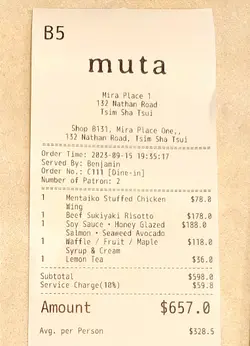 B5
muta
Mira Place 1
132 Nathan Road
Tsim Sha Tsui
Shop 8131, Mira Place One,,
132 Nathan Road, Tsim Sha Tsui
Order Time: 2023-09-15 19:35:17
Served By: Benjamin
Order No.: C111 [Dine-in]
Number of Patron: 2
1 Mentaiko Stuffed Chicken $78.0
Wing
1 Beef Sukiyaki Risotto $178.0
1 Soy Sauce・Honey Glazed $188.0
Salmon・Seaweed Avocado
1 Waffle / Fruit / Maple $118.0
Syrup & Cream
1 Lemon Tea $36.0
Subtotal $598.0
Service Charge(10%) $59.8
Amount $657.0
Avg. per Person $328.5